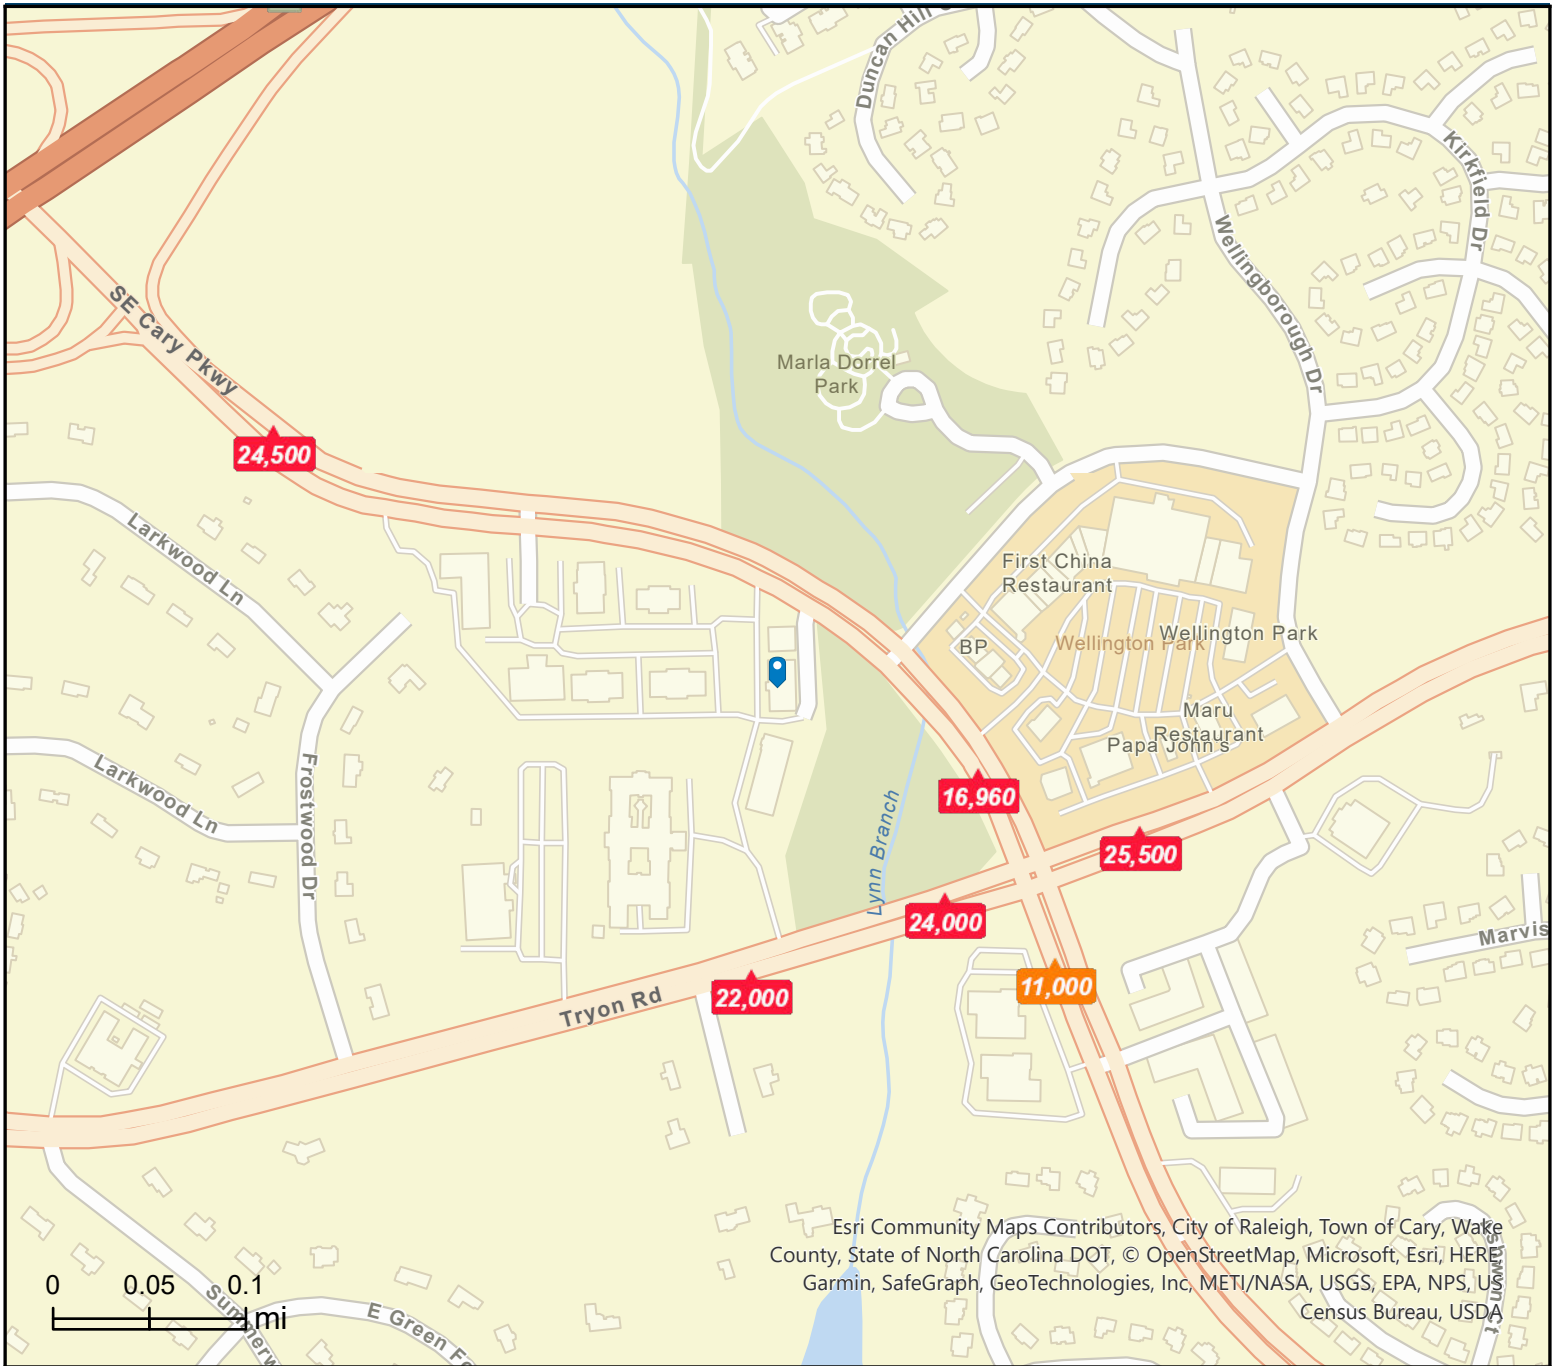 Duncan Hill
Kirkfield Dr
Wellingborough Dr
SE Cary Pkwy
Marla Dorrel
Park
24,500
Larkwood Ln
First China
Restaurant
BP
Wellington Park
Wellington Park
Maru
Restaurant
Papa John's
Larkwood Ln
Frostwood Dr
16,960
Lynn Branch
25,500
24,000
Marvis
11,000
22,000
Tryon Rd
Esri Community Maps Contributors, City of Raleigh, Town of Cary, Wake
County, State of North Carolina DOT, © OpenStreetMap, Microsoft, Esri, HERE,
Garmin, SafeGraph, GeoTechnologies, Inc, METI/NASA, USGS, EPA, NPS, US
Census Bureau, USDA
0 0.05 0.1
mi
E Green